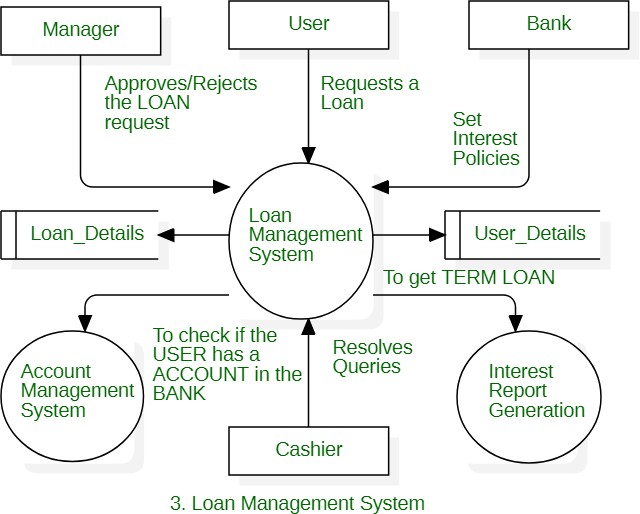 Manager
User
Bank
Approves/Rejects
the LOAN
request
Requests a
Loan
Set
Interest
Policies
Loan_Details
Loan
Management
System
User_Details
To get TERM LOAN
Account
Management
System
To check if the
USER has a
ACCOUNT in the
BANK
Resolves
Queries
Interest
Report
Generation
Cashier
3. Loan Management System